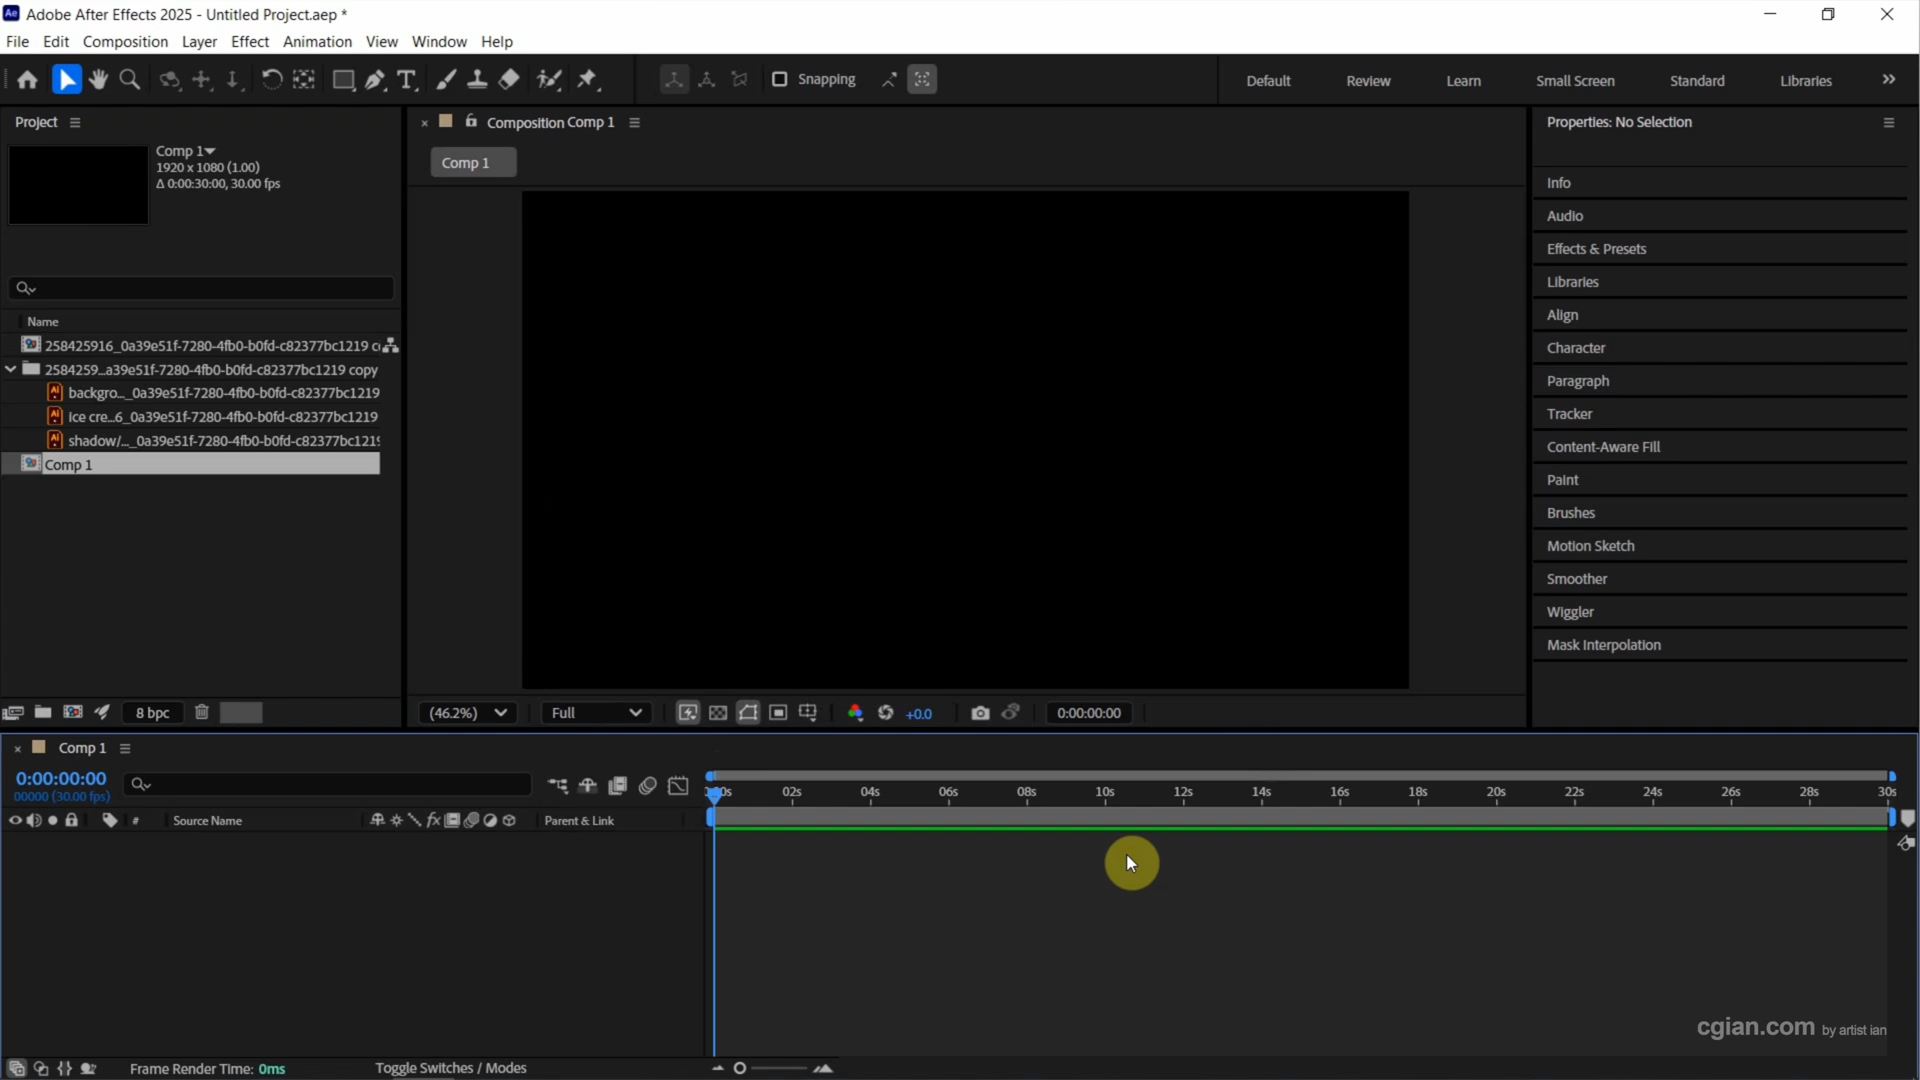 Ae Adobe After Effects 2025 - Untitled Project.aep *
File Edit Composition Layer Effect Animation View Window Help
Snapping
Default Review Learn Small Screen Standard Libraries
Project
Comp 1
1920 x 1080 (1.00)
Δ 0:00:30:00, 30.00 fps
Name
258425916_0a39e51f-7280-4fb0-b0fd-c82377bc1219 c
2584259...a39e51f-7280-4fb0-b0fd-c82377bc1219 copy
backgro..._0a39e51f-7280-4fb0-b0fd-c82377bc1219
Ice cre...6_0a39e51f-7280-4fb0-b0fd-c82377bc1219
shadow/..._0a39e51f-7280-4fb0-b0fd-c82377bc1219
Comp 1
8 bpc
Composition Comp 1
Comp 1
(46.2%) Full +0.0 0:00:00:00
Properties: No Selection
Info
Audio
Effects & Presets
Libraries
Align
Character
Paragraph
Tracker
Content-Aware Fill
Paint
Brushes
Motion Sketch
Smoother
Wiggler
Mask Interpolation
Comp 1
0:00:00:00
00000 (30.00 fps)
02s 04s 06s 08s 10s 12s 14s 16s 18s 20s 22s 24s 26s 28s 30s
# Source Name fx Parent & Link
cgian.com by artist ian
Frame Render Time: 0ms Toggle Switches / Modes